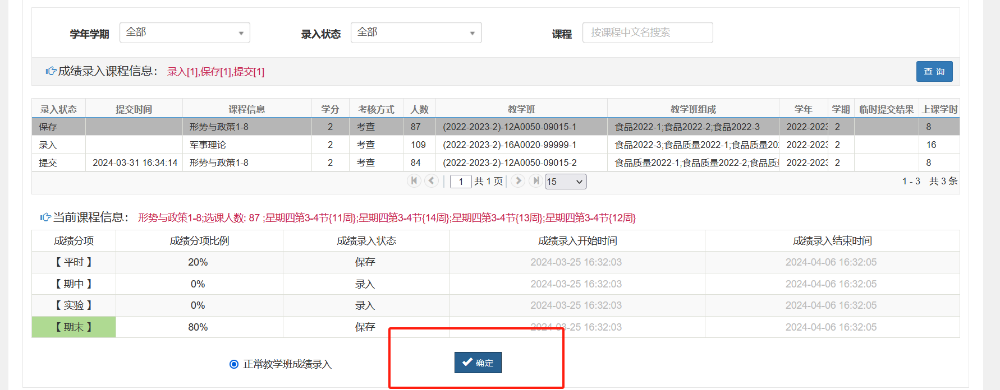 学年学期 全部 录入状态 全部 课程 按课程中文名搜索
成绩录入课程信息： 录入[1],保存[1],提交[1] 查 询
录入状态 提交时间 课程信息 学分 考核方式 人数 教学班 教学班组成 学年 学期 临时提交结果 上课学时
保存 形势与政策1-8 2 考查 87 (2022-2023-2)-12A0050-09015-1 食品2022-1;食品2022-2;食品2022-3 2022-2023 2 8
录入 军事理论 2 考查 109 (2022-2023-2)-16A0020-99999-1 食品2022-3;食品质量2022-1;食品质量20 2022-2023 2 16
提交 2024-03-31 16:34:14 形势与政策1-8 2 考查 84 (2022-2023-2)-12A0050-09015-2 食品质量2022-1;食品质量2022-2;食品质量 2022-2023 2 8
1 共 1 页 15 1 - 3 共 3 条
当前课程信息： 形势与政策1-8;选课人数: 87 ;星期四第3-4节{11周};星期四第3-4节{14周};星期四第3-4节{13周};星期四第3-4节{12周}
成绩分项 成绩分项比例 成绩录入状态 成绩录入开始时间 成绩录入结束时间
【 平时 】 20% 保存 2024-03-25 16:32:03 2024-04-06 16:32:05
【 期中 】 0% 录入 2024-03-25 16:32:03 2024-04-06 16:32:05
【 实验 】 0% 录入 2024-03-25 16:32:03 2024-04-06 16:32:05
【 期末 】 80% 保存 2024-03-25 16:32:03 2024-04-06 16:32:05
正常教学班成绩录入 确定